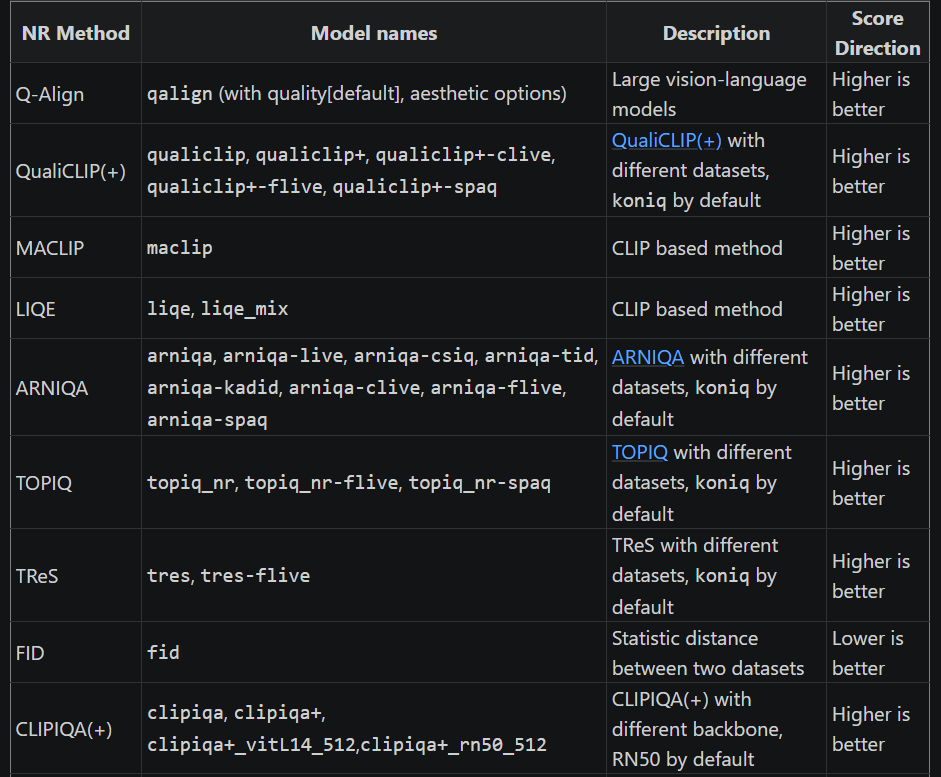 NR Method Model names Description Score Direction
Q-Align qalign (with quality[default], aesthetic options) Large vision-language models Higher is better
QualiCLIP(+) qualiclip, qualiclip+, qualiclip+-clive, qualiclip+-flive, qualiclip+-spaq QualiCLIP(+) with different datasets, koniq by default Higher is better
MACLIP maclip CLIP based method Higher is better
LIQE liqe, liqe_mix CLIP based method Higher is better
ARNIQA arniqa, arniqa-live, arniqa-csiq, arniqa-tid, arniqa-kadid, arniqa-clive, arniqa-flive, arniqa-spaq ARNIQA with different datasets, koniq by default Higher is better
TOPIQ topiq_nr, topiq_nr-flive, topiq_nr-spaq TOPIQ with different datasets, koniq by default Higher is better
TReS tres, tres-flive TReS with different datasets, koniq by default Higher is better
FID fid Statistic distance between two datasets Lower is better
CLIPIQA(+) clipiqa, clipiqa+, clipiqa+_vitL14_512,clipiqa+_rn50_512 CLIPIQA(+) with different backbone, RN50 by default Higher is better